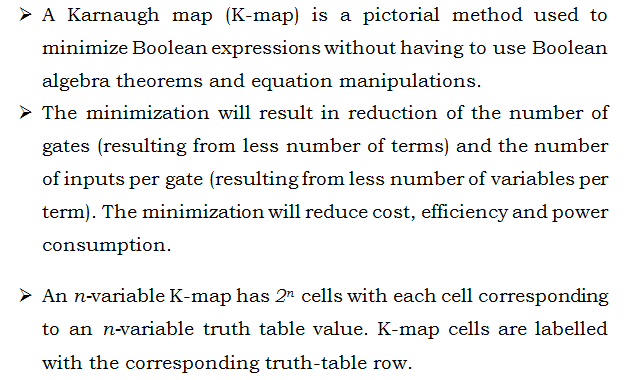 ➢ A Karnaugh map (K-map) is a pictorial method used to
minimize Boolean expressions without having to use Boolean
algebra theorems and equation manipulations.
➢ The minimization will result in reduction of the number of
gates (resulting from less number of terms) and the number
of inputs per gate (resulting from less number of variables per
term). The minimization will reduce cost, efficiency and power
consumption.
➢ An n-variable K-map has 2ⁿ cells with each cell corresponding
to an n-variable truth table value. K-map cells are labelled
with the corresponding truth-table row.